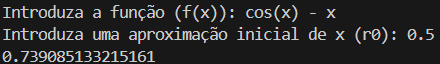 Introduza a função (f(x)): cos(x) - x
Introduza uma aproximação inicial de x (r0): 0.5
0.739085133215161